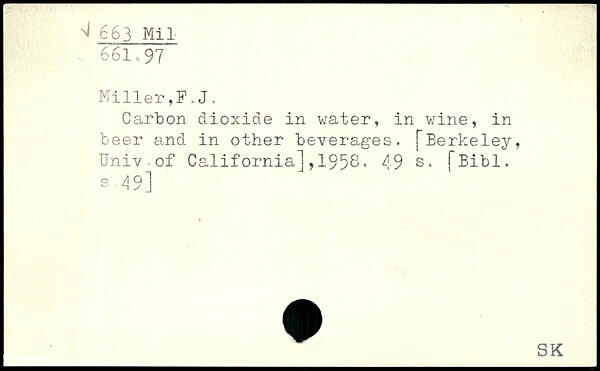 √ 663 Mil
661.97
Miller,F.J.
Carbon dioxide in water, in wine, in
beer and in other beverages. [Berkeley,
Univ.of California],1958. 49 s. [Bibl.
s.49]
SK